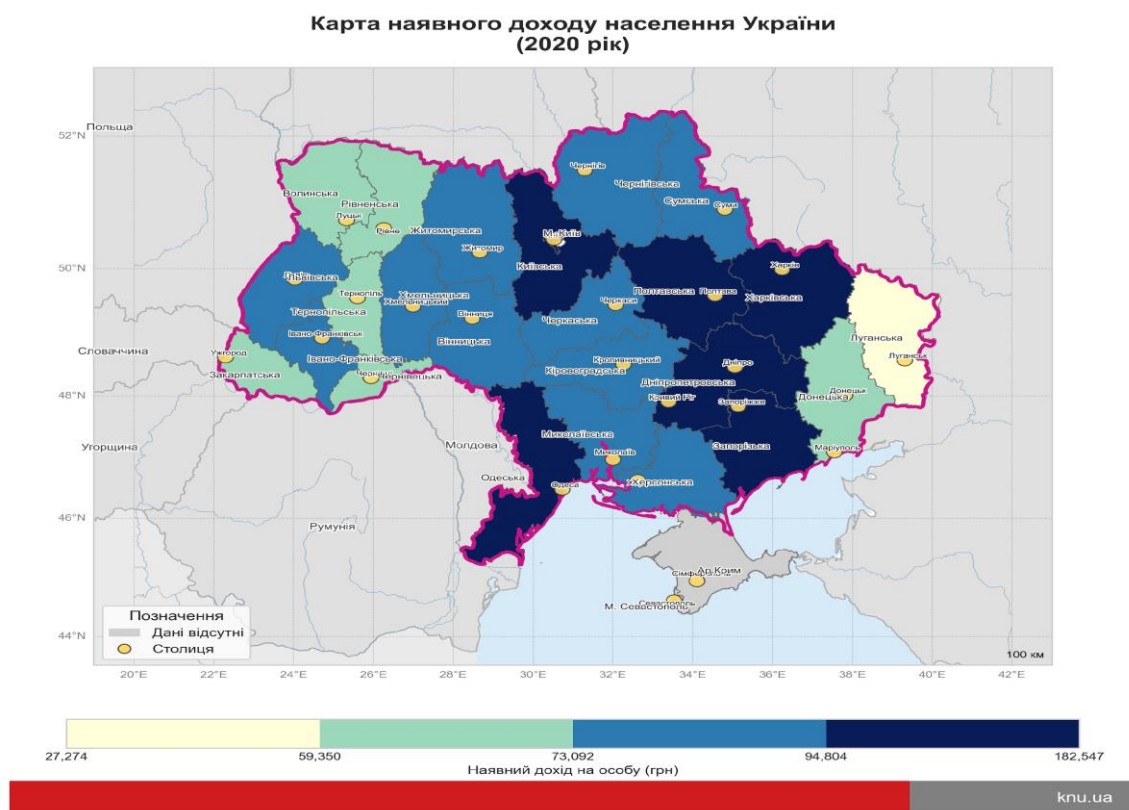 Карта наявного доходу населення України
(2020 рік)
52°N
50°N
48°N
46°N
44°N
Польща
Словаччина
Угорщина
Румунія
Молдова
Волинська
Луцьк
Рівненська
Рівне
Житомирська
Житомир
Київська
М. Київ
Чернігів
Чернігівська
Сумська
Суми
Львівська
Тернопіль
Тернопільська
Хмельницька
Хмельницький
Вінниця
Вінницька
Черкаси
Черкаська
Полтавська
Полтава
Харків
Харківська
Луганська
Луганськ
Івано-Франківськ
Івано-Франківська
Ужгород
Закарпатська
Чернівецька
Кропивницький
Кіровоградська
Дніпро
Дніпропетровська
Кривий Ріг
Запоріжжя
Запорізька
Донецьк
Донецька
Маріуполь
Миколаївська
Миколаїв
Херсонська
Одеська
Одеса
АР Крим
Севастополь
М. Севастополь
Позначення
Дані відсутні
Столиця
100 км
20°E
22°E
24°E
26°E
28°E
30°E
32°E
34°E
36°E
38°E
40°E
42°E
27,274
59,350
73,092
94,804
182,547
Наявний дохід на особу (грн)
knu.ua